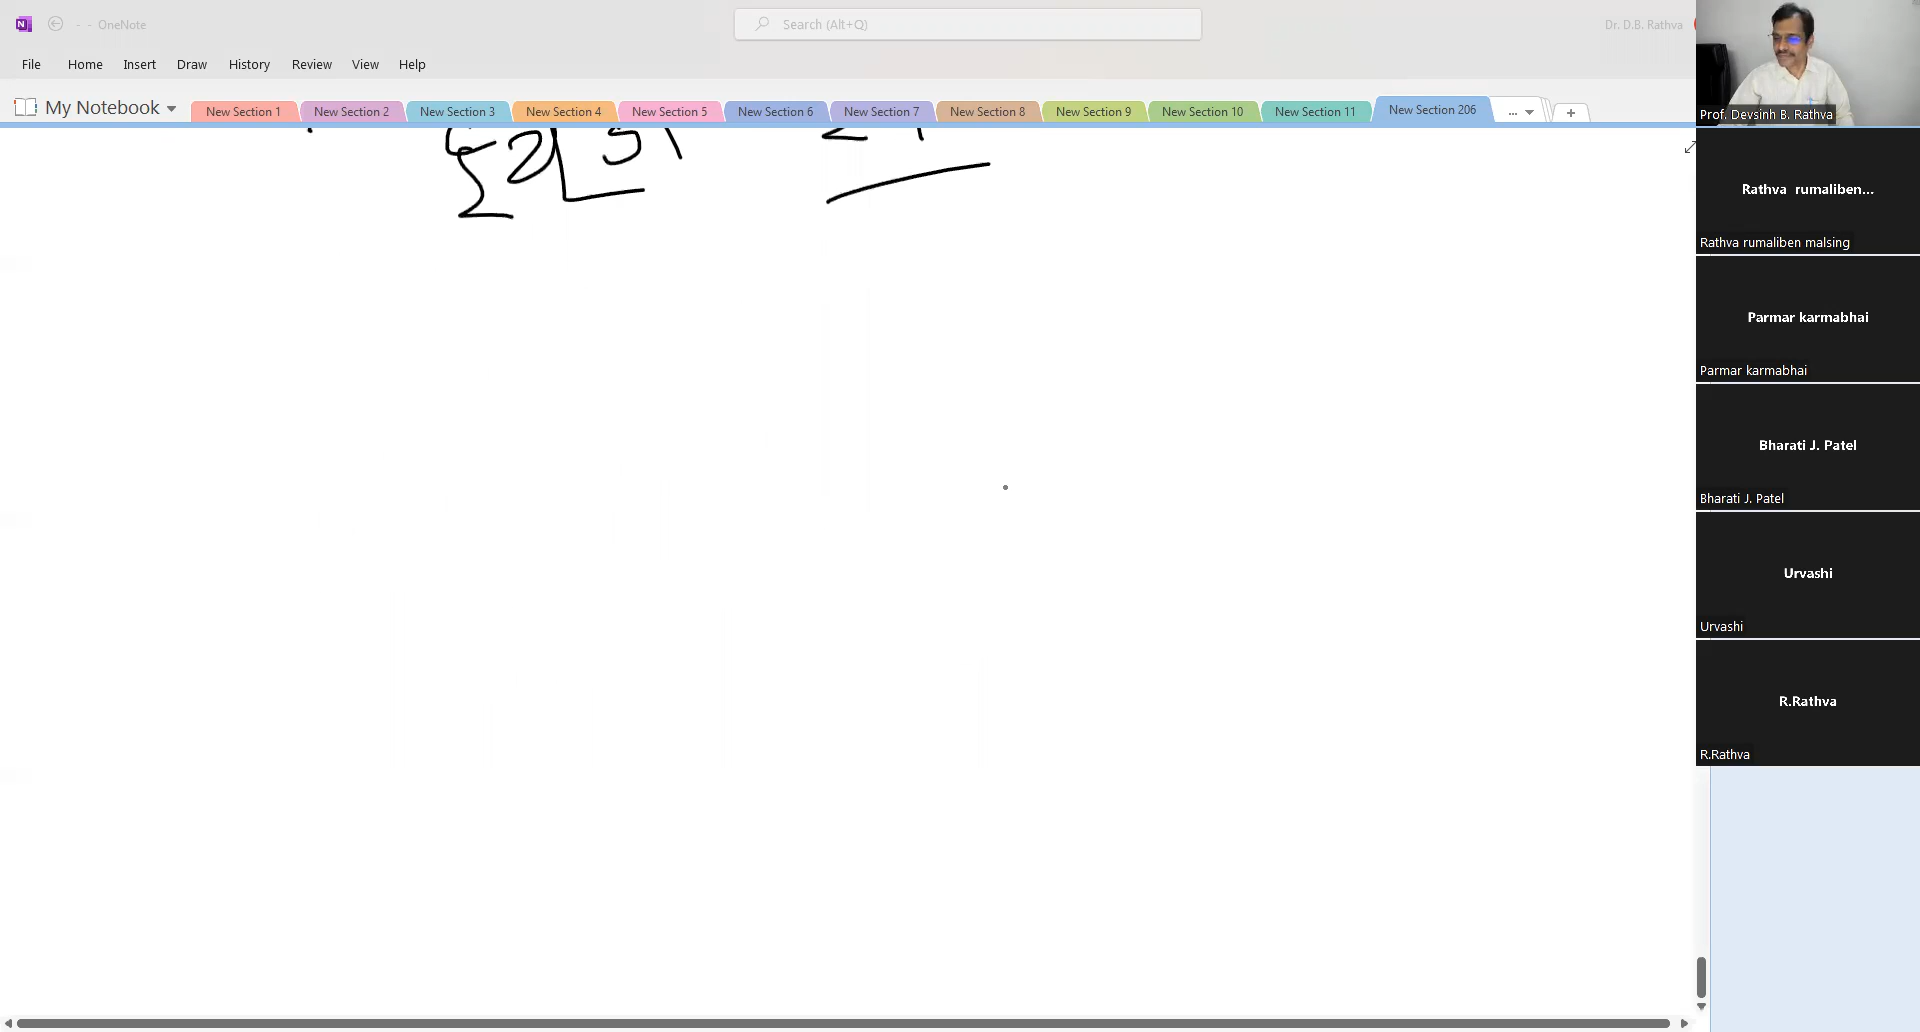 OneNote
Search (Alt+Q)
Dr. D.B. Rathva
File Home Insert Draw History Review View Help
My Notebook New Section 1 New Section 2 New Section 3 New Section 4 New Section 5 New Section 6 New Section 7 New Section 8 New Section 9 New Section 10 New Section 11 New Section 206 ...
Prof. Devsinh B. Rathva
Rathva rumaliben...
Rathva rumaliben malsing
Parmar karmabhai
Parmar karmabhai
Bharati J. Patel
Bharati J. Patel
Urvashi
Urvashi
R.Rathva
R.Rathva